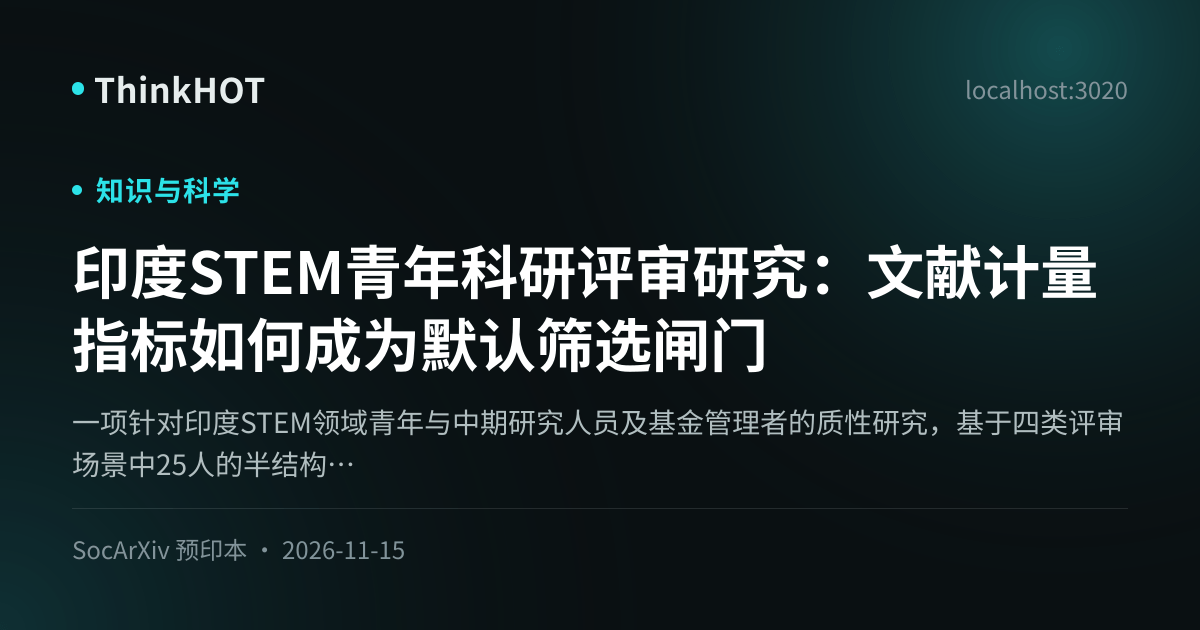 ThinkHOT
localhost:3020
知识与科学
印度STEM青年科研评审研究：文献计量
指标如何成为默认筛选闸门
一项针对印度STEM领域青年与中期研究人员及基金管理者的质性研究，基于四类评审
场景中25人的半结构…
SocArXiv 预印本 • 2026-11-15